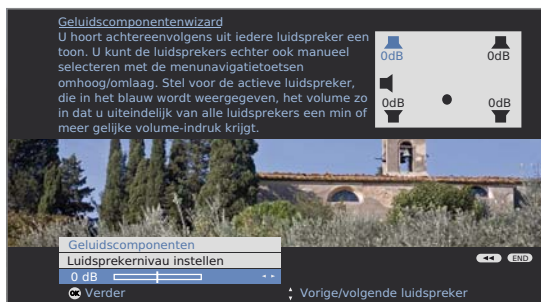 Geluidscomponentenwizard
U hoort achtereenvolgens uit iedere luidspreker een
toon. U kunt de luidsprekers echter ook manueel
selecteren met de menunavigatietoetsen
omhoog/omlaag. Stel voor de actieve luidspreker,
die in het blauw wordt weergegeven, het volume zo
in dat u uiteindelijk van alle luidsprekers een min of
meer gelijke volume-indruk krijgt.
0dB 0dB
0dB 0dB
Geluidscomponenten
Luidsprekernivau instellen
0 dB
END
OK Verder
Vorige/volgende luidspreker